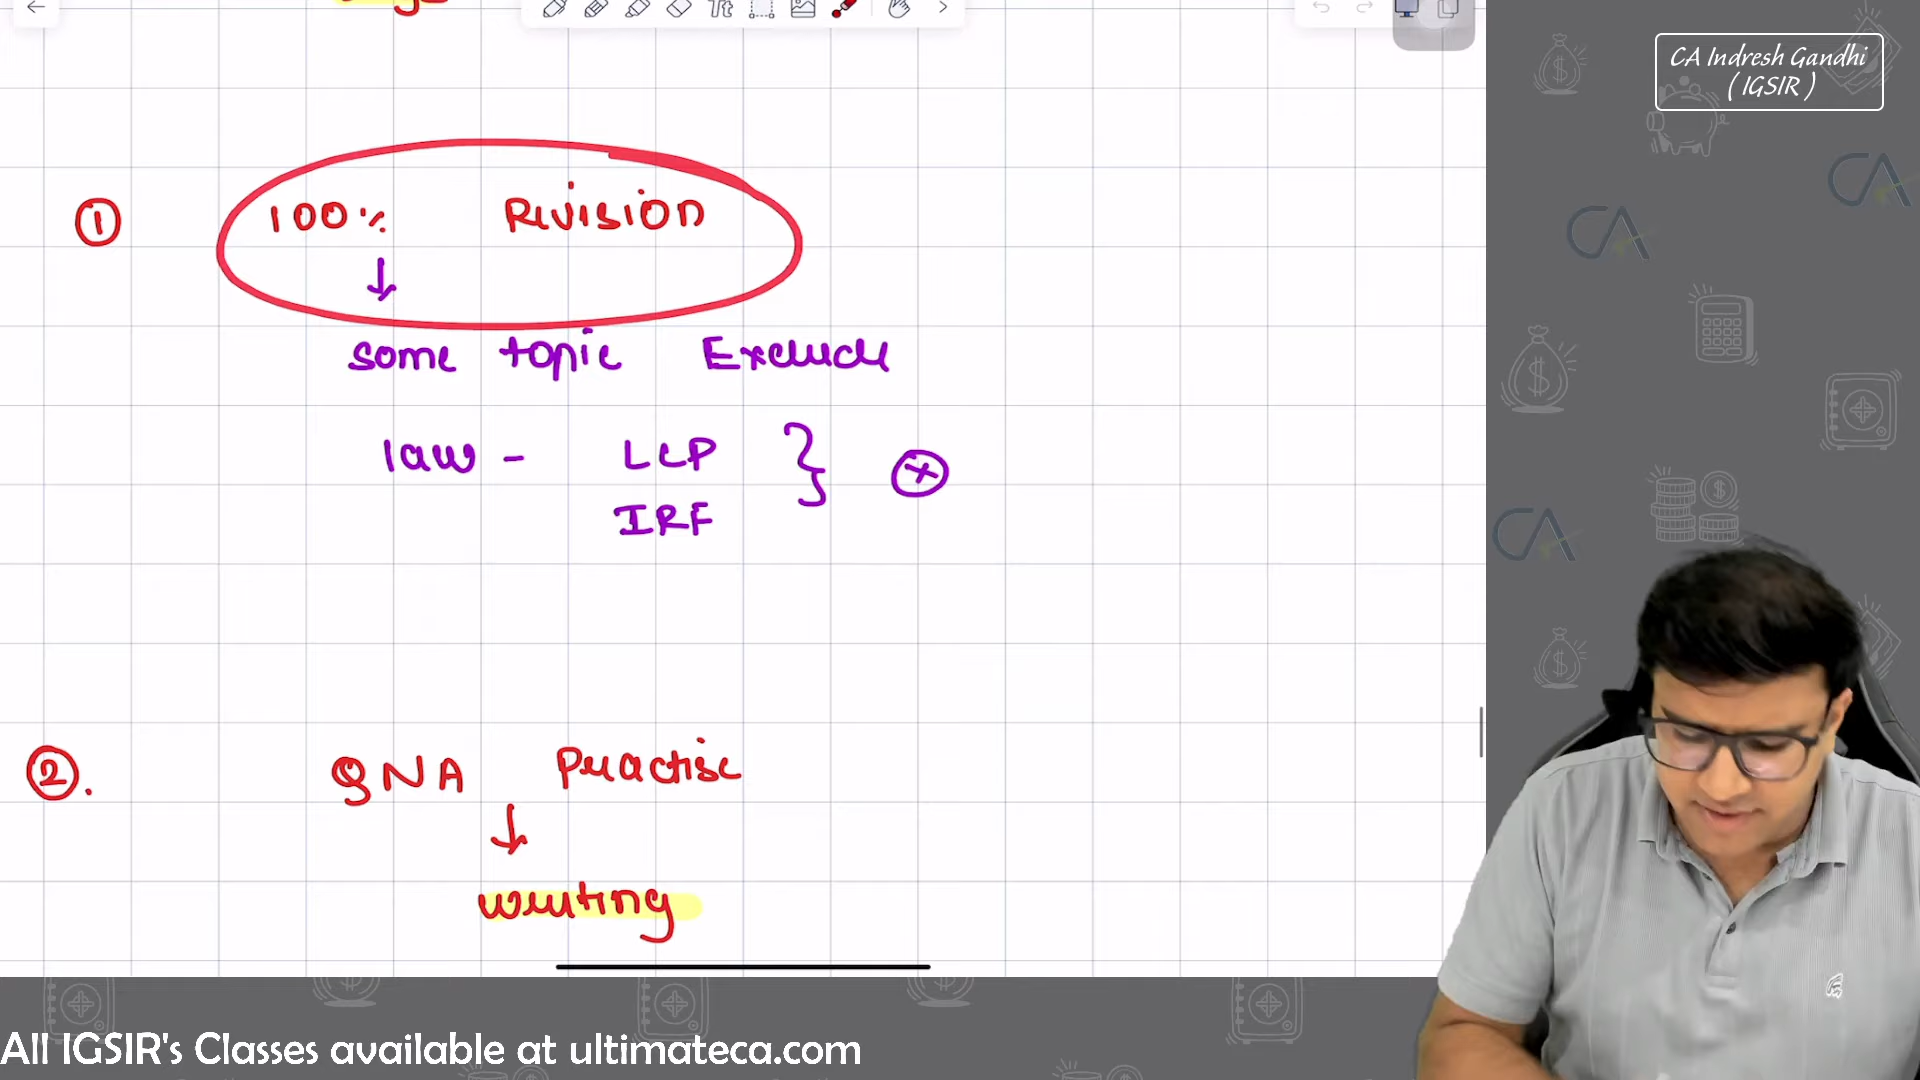 CA Indresh Gandhi
( IGSIR )
Tt
① 100% Revision
↓
some topic Exclude
law - LLP
IRF
②. QNA Practise
↓
writing
All IGSIR's Classes available at ultimateca.com